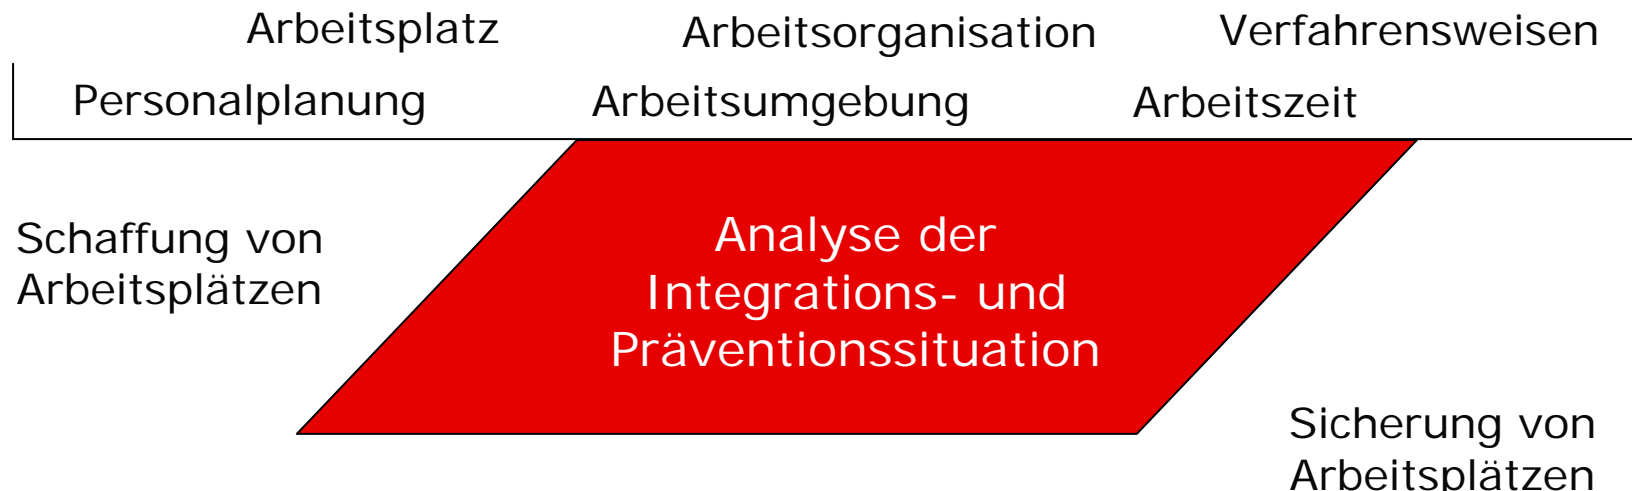 Arbeitsplatz Arbeitsorganisation Verfahrensweisen
Personalplanung Arbeitsumgebung Arbeitszeit
Schaffung von
Arbeitsplätzen
Analyse der
Integrations- und
Präventionssituation
Sicherung von
Arbeitsplätzen